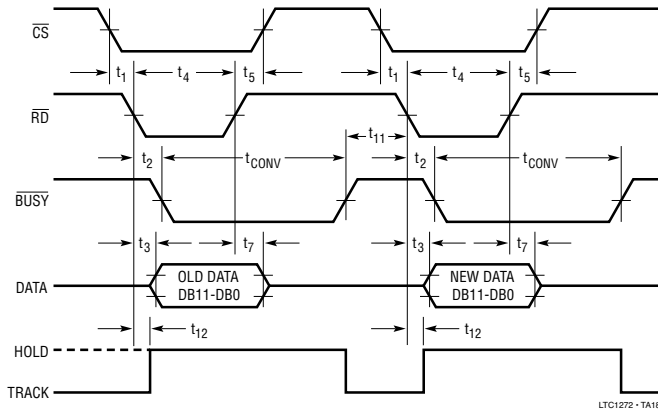 CS
t1 t4 t5 t1 t4 t5
RD
t11
t2 tCONV t2 tCONV
BUSY
t3 t7 t3 t7
DATA
OLD DATA
DB11-DB0
NEW DATA
DB11-DB0
t12 t12
HOLD
TRACK
LTC1272 • TA18